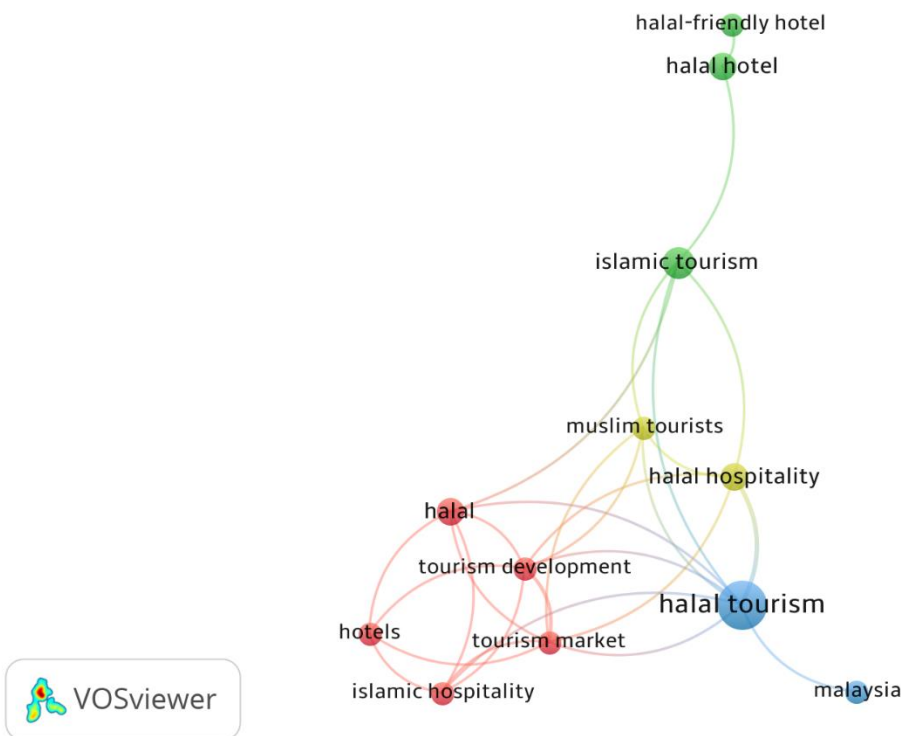 halal-friendly hotel
halal hotel
islamic tourism
muslim tourists
halal hospitality
halal
tourism development
halal tourism
hotels
tourism market
islamic hospitality
malaysia
VOSviewer